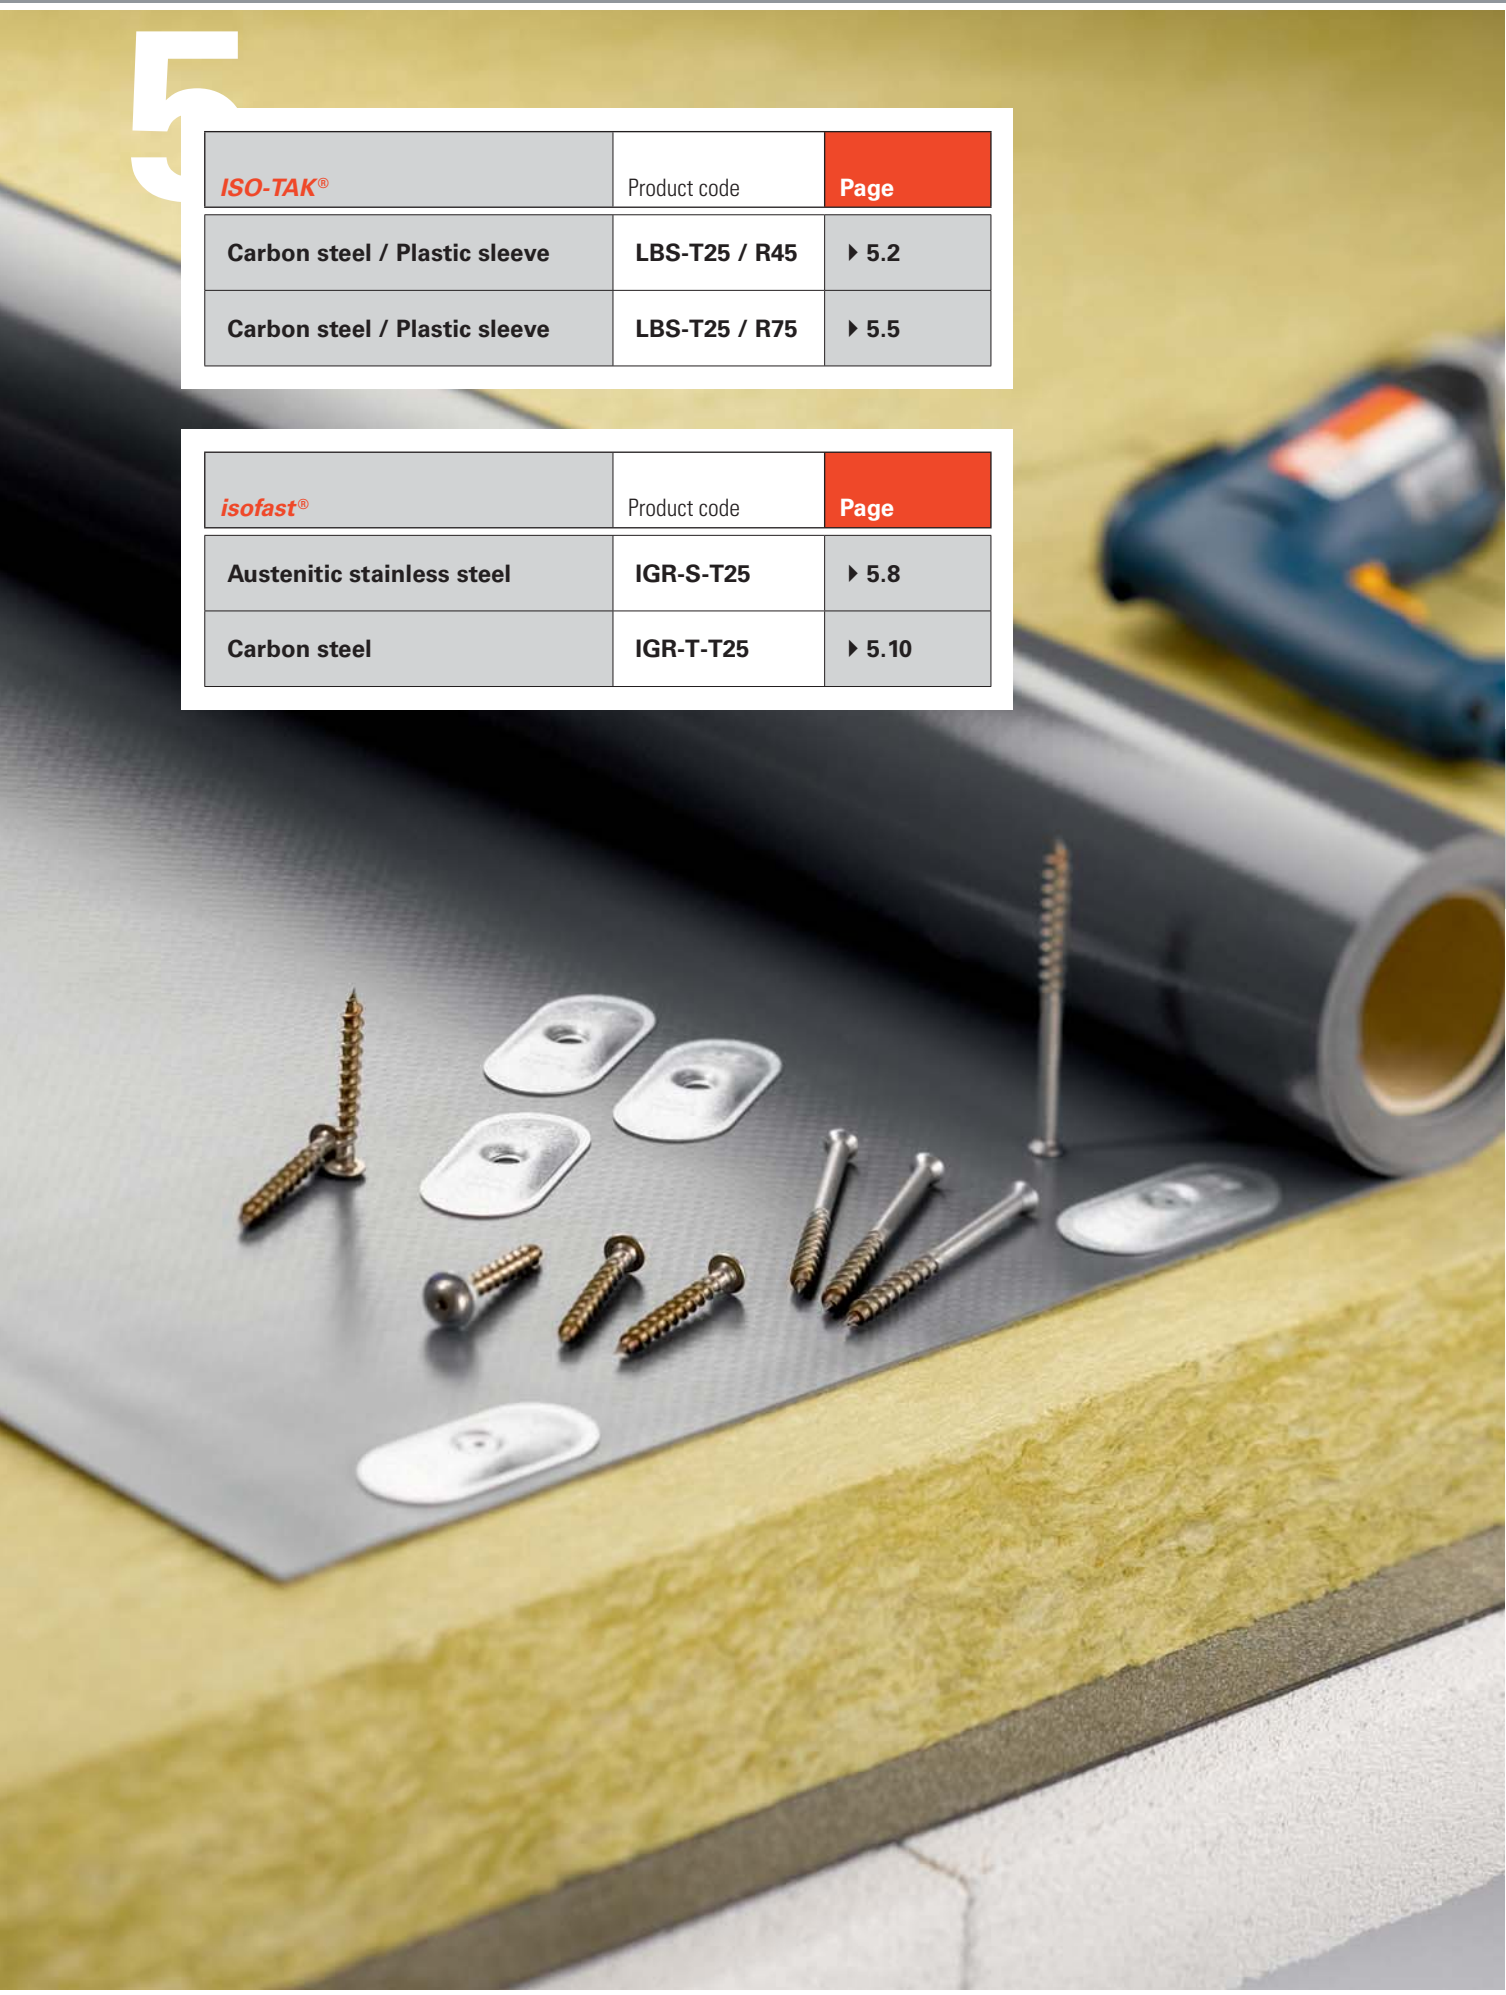 5
ISO-TAK® Product code Page
Carbon steel / Plastic sleeve LBS-T25 / R45 5.2
Carbon steel / Plastic sleeve LBS-T25 / R75 5.5
isofast® Product code Page
Austenitic stainless steel IGR-S-T25 5.8
Carbon steel IGR-T-T25 5.10